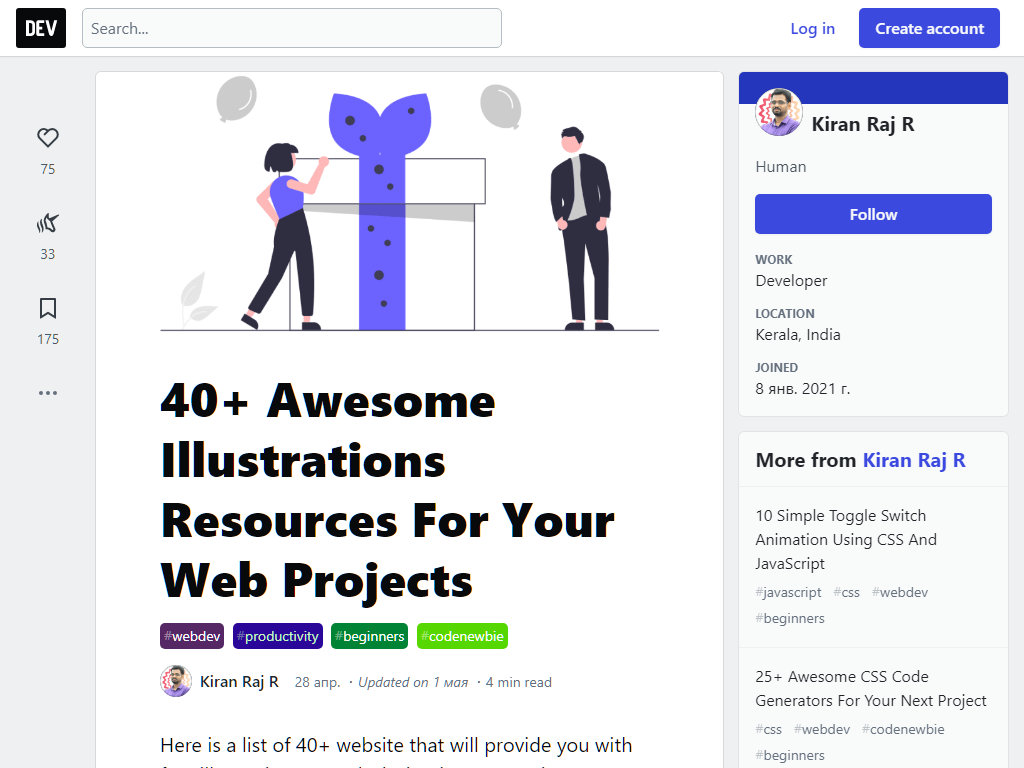 DEV
Search...
Log in
Create account
75
33
175
40+ Awesome
Illustrations
Resources For Your
Web Projects
#webdev #productivity #beginners #codenewbie
Kiran Raj R 28 апр. · Updated on 1 мая · 4 min read
Here is a list of 40+ website that will provide you with
Kiran Raj R
Human
Follow
WORK
Developer
LOCATION
Kerala, India
JOINED
8 янв. 2021 г.
More from Kiran Raj R
10 Simple Toggle Switch
Animation Using CSS And
JavaScript
#javascript #css #webdev
#beginners
25+ Awesome CSS Code
Generators For Your Next Project
#css #webdev #codenewbie
#beginners